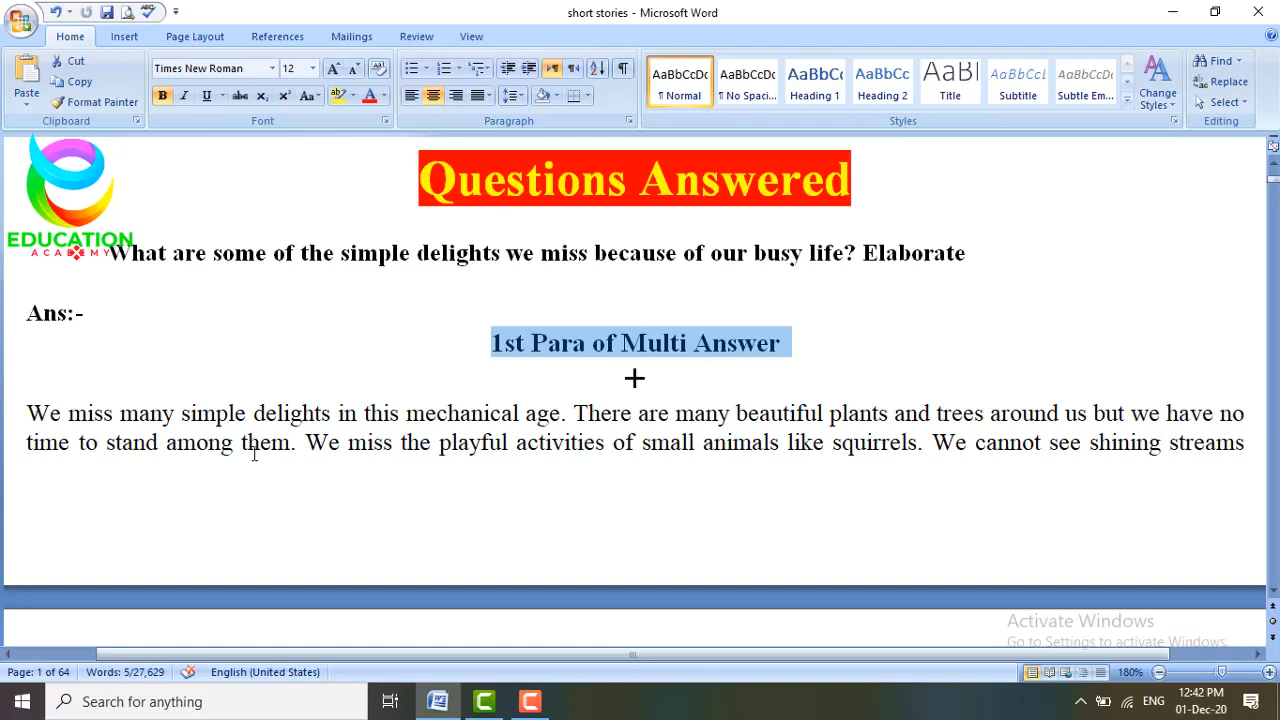 short stories - Microsoft Word
Home Insert Page Layout References Mailings Review View
Paste
Cut
Copy
Format Painter
Clipboard
Times New Roman 12
B I U abc x₂ x² Aa A
Font
Paragraph
AaBbCcDc AaBbCcDc AaBbCc AaBbCc AaBb AaBbCcL AaBbCcDc
¶ Normal ¶ No Spaci... Heading 1 Heading 2 Title Subtitle Subtle Em...
Change Styles
Styles
Find
Replace
Select
Editing
EDUCATION
ACADEMY
Questions Answered
What are some of the simple delights we miss because of our busy life? Elaborate
Ans:-
1st Para of Multi Answer
+
We miss many simple delights in this mechanical age. There are many beautiful plants and trees around us but we have no
time to stand among them. We miss the playful activities of small animals like squirrels. We cannot see shining streams
Activate Windows
Go to Settings to activate Windows.
Page: 1 of 64 Words: 5/27,629 English (United States) 180%
Search for anything
ENG
12:42 PM
01-Dec-20